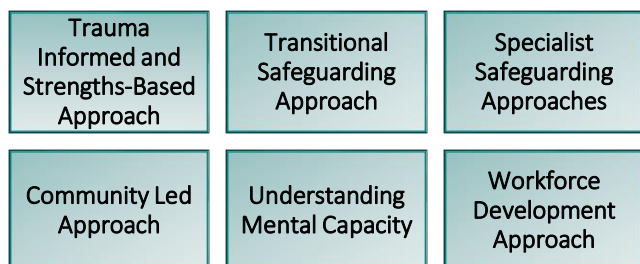 Trauma
Informed and
Strengths-Based
Approach
Transitional
Safeguarding
Approach
Specialist
Safeguarding
Approaches
Community Led
Approach
Understanding
Mental Capacity
Workforce
Development
Approach